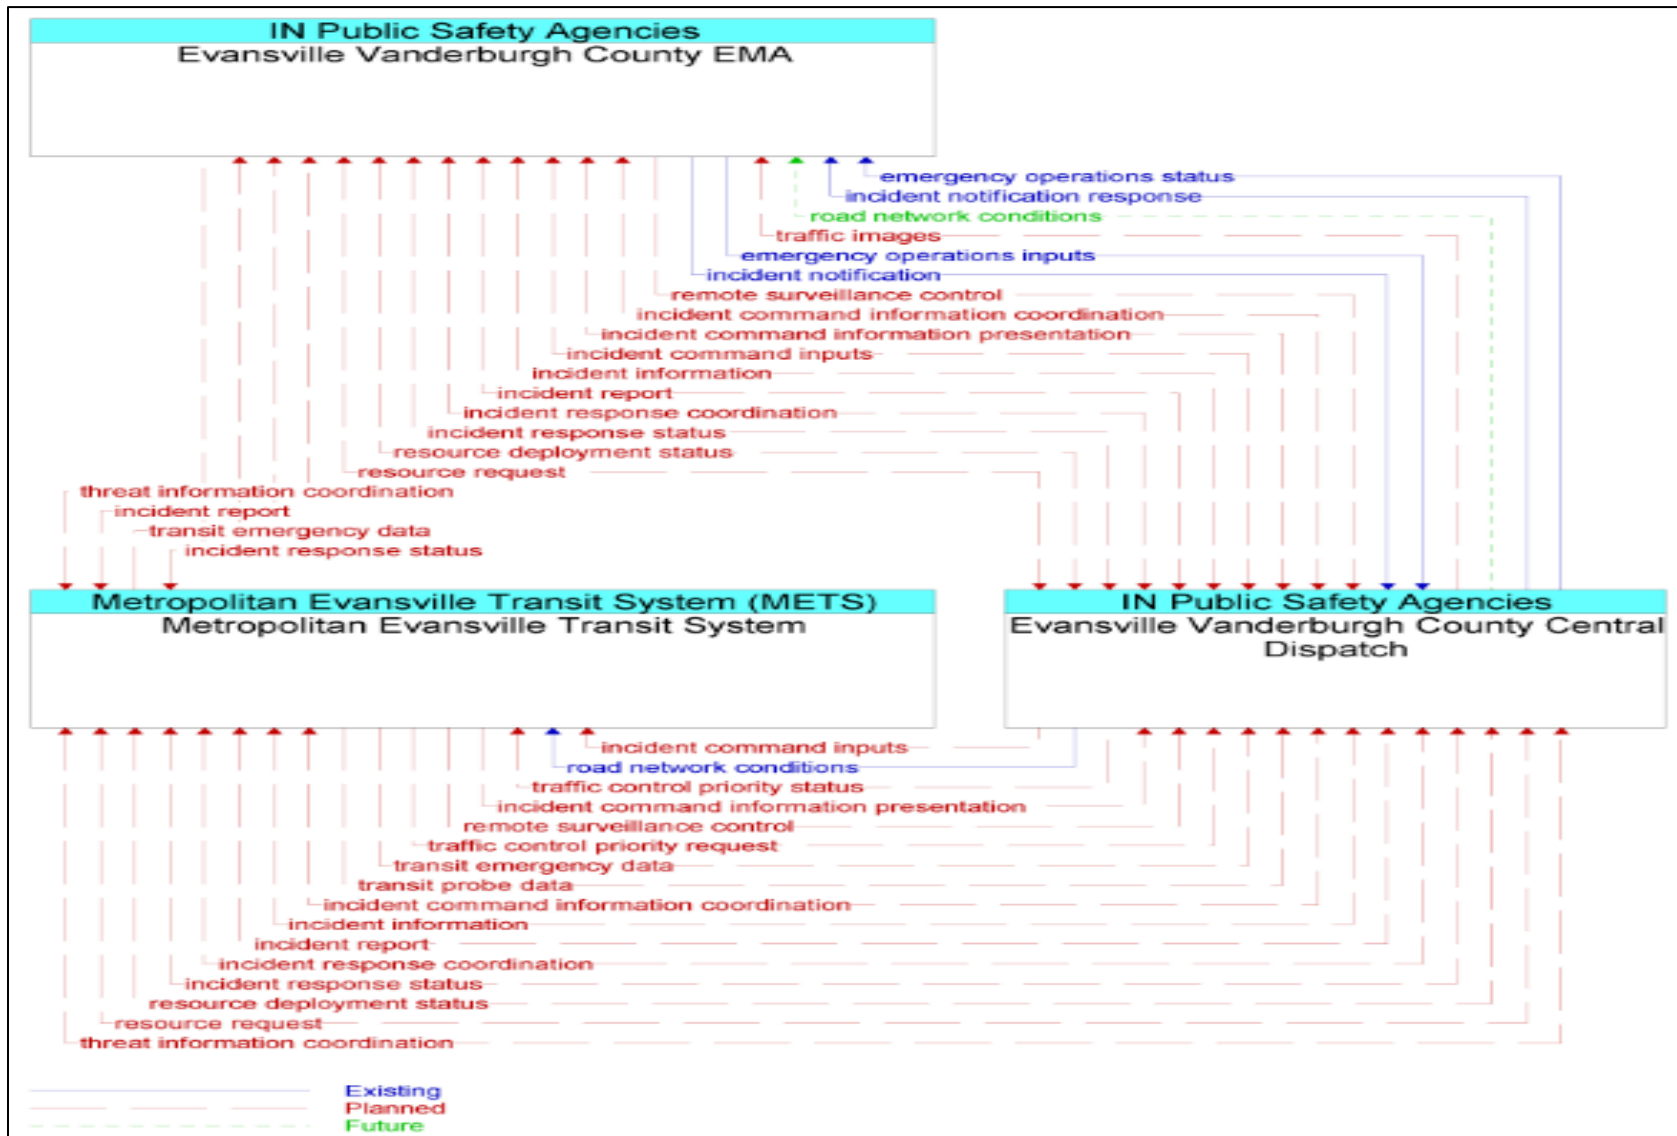 IN Public Safety Agencies
Evansville Vanderburgh County EMA
emergency operations status
incident notification response
road network conditions
traffic images
emergency operations inputs
incident notification
remote surveillance control
incident command information coordination
incident command information presentation
incident command inputs
incident information
incident report
incident response coordination
incident response status
resource deployment status
resource request
threat information coordination
incident report
transit emergency data
incident response status
Metropolitan Evansville Transit System (METS)
Metropolitan Evansville Transit System
IN Public Safety Agencies
Evansville Vanderburgh County Central
Dispatch
incident command inputs
road network conditions
traffic control priority status
incident command information presentation
remote surveillance control
traffic control priority request
transit emergency data
transit probe data
incident command information coordination
incident information
incident report
incident response coordination
incident response status
resource deployment status
resource request
threat information coordination
Existing
Planned
Future